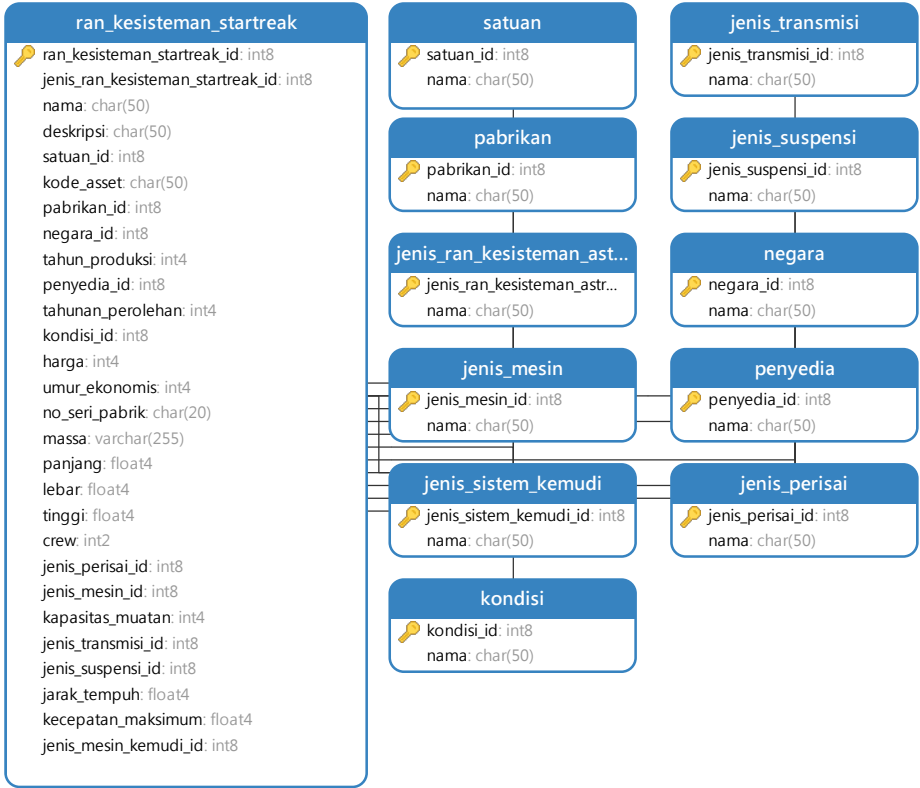 ran_kesisteman_startreak
ran_kesisteman_startreak_id: int8
jenis_ran_kesisteman_startreak_id: int8
nama: char(50)
deskripsi: char(50)
satuan_id: int8
kode_asset: char(50)
pabrikan_id: int8
negara_id: int8
tahun_produksi: int4
penyedia_id: int8
tahunan_perolehan: int4
kondisi_id: int8
harga: int4
umur_ekonomis: int4
no_seri_pabrik: char(20)
massa: varchar(255)
panjang: float4
lebar: float4
tinggi: float4
crew: int2
jenis_perisai_id: int8
jenis_mesin_id: int8
kapasitas_muatan: int4
jenis_transmisi_id: int8
jenis_suspensi_id: int8
jarak_tempuh: float4
kecepatan_maksimum: float4
jenis_mesin_kemudi_id: int8
satuan
satuan_id: int8
nama: char(50)
pabrikan
pabrikan_id: int8
nama: char(50)
jenis_ran_kesisteman_ast...
jenis_ran_kesisteman_astr...
nama: char(50)
jenis_mesin
jenis_mesin_id: int8
nama: char(50)
jenis_sistem_kemudi
jenis_sistem_kemudi_id: int8
nama: char(50)
kondisi
kondisi_id: int8
nama: char(50)
jenis_transmisi
jenis_transmisi_id: int8
nama: char(50)
jenis_suspensi
jenis_suspensi_id: int8
nama: char(50)
negara
negara_id: int8
nama: char(50)
penyedia
penyedia_id: int8
nama: char(50)
jenis_perisai
jenis_perisai_id: int8
nama: char(50)